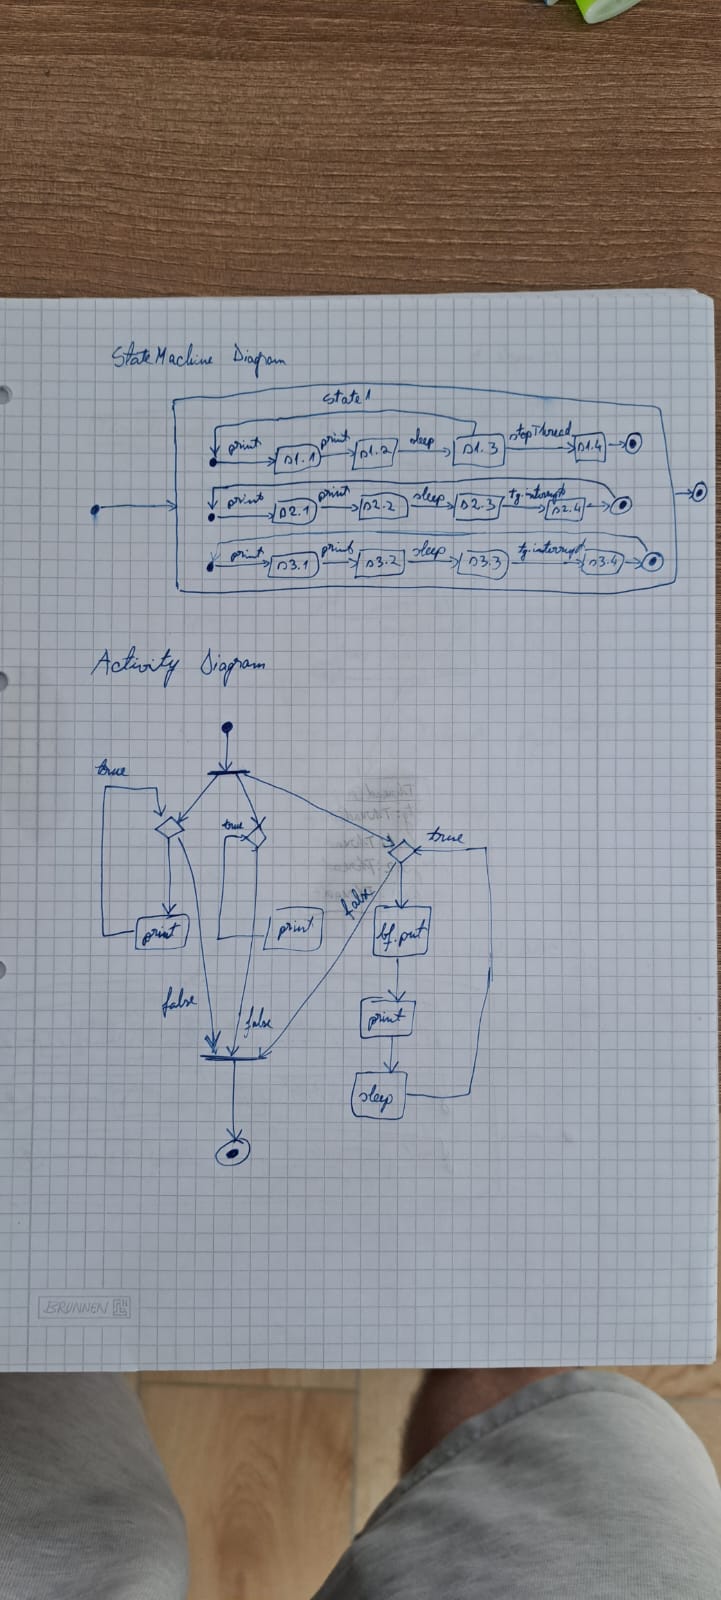 StateMachine Diagram
State1
print s1.1 print s1.2 sleep s1.3 stopThread s1.4
print s2.1 print s2.2 sleep s2.3 tg.interrupt s2.4
print s3.1 print s3.2 sleep s3.3 tg.interrupt s3.4
Activity Diagram
true
true
true
false
print
print
bf.put
false
false
print
sleep
BRUNNEN